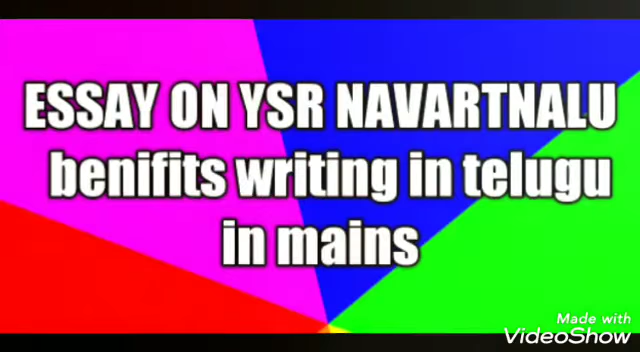 ESSAY ON YSR NAVARTNALU
benifits writing in telugu
in mains
Made with
VideoShow